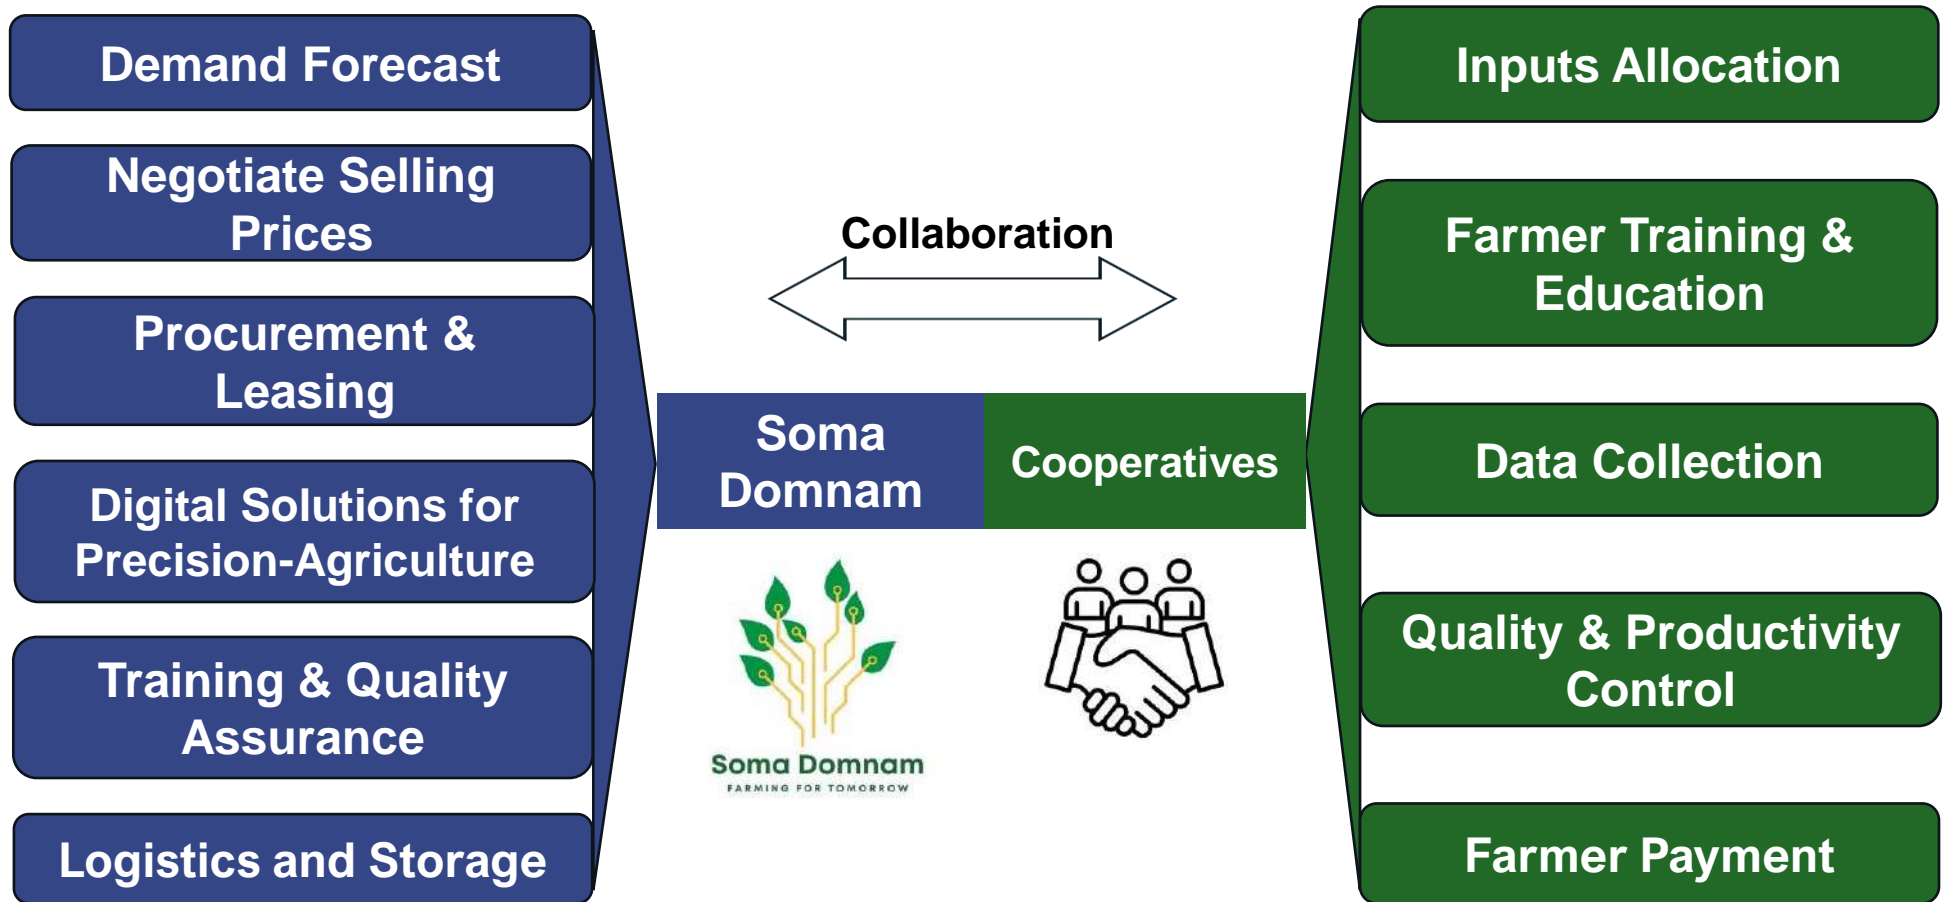 Demand Forecast
Negotiate Selling
Prices
Procurement &
Leasing
Digital Solutions for
Precision-Agriculture
Training & Quality
Assurance
Logistics and Storage
Collaboration
Soma
Domnam
Cooperatives
Soma Domnam
FARMING FOR TOMORROW
Inputs Allocation
Farmer Training &
Education
Data Collection
Quality & Productivity
Control
Farmer Payment